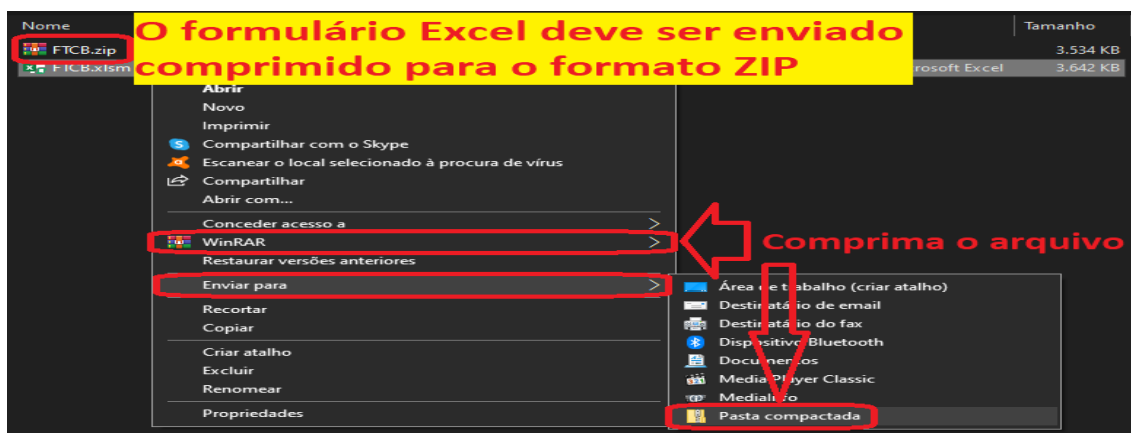 Nome
Tamanho
O formulário Excel deve ser enviado
comprimido para o formato ZIP
FTCB.zip
3.534 KB
FTCB.xlsm
rosoft Excel
3.642 KB
Abrir
Novo
Imprimir
Compartilhar com o Skype
Escanear o local selecionado à procura de vírus
Compartilhar
Abrir com...
Conceder acesso a
WinRAR
Comprima o arquivo
Restaurar versões anteriores
Enviar para
Recortar
Copiar
Criar atalho
Excluir
Renomear
Propriedades
Área de trabalho (criar atalho)
Destinatário de email
Destinatário do fax
Dispositivo Bluetooth
Documentos
Media Player Classic
MediaInfo
Pasta compactada